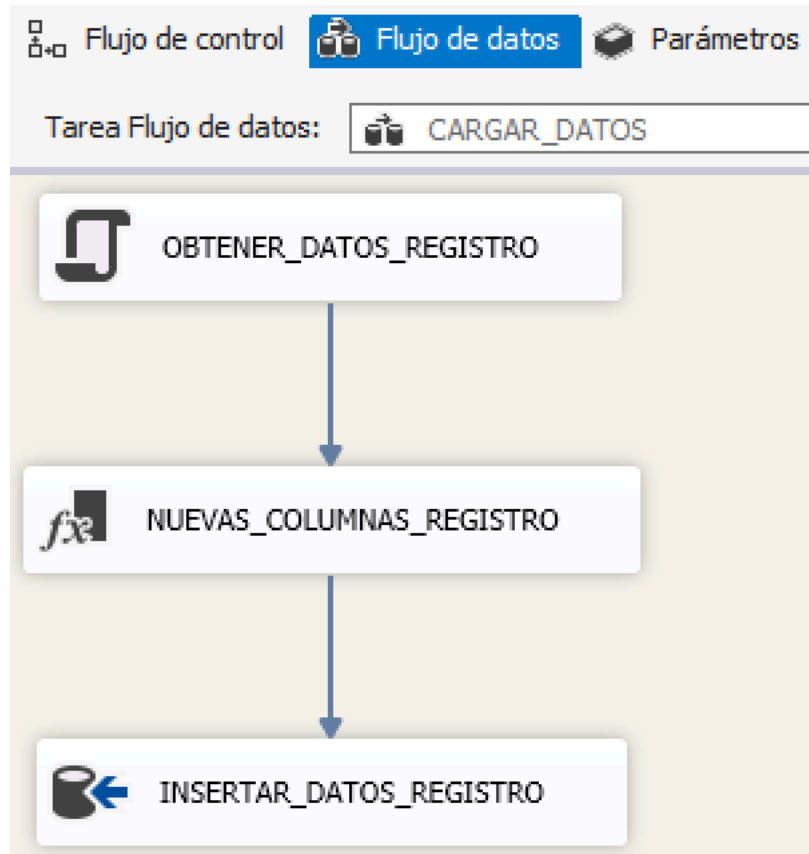 Flujo de control Flujo de datos Parámetros
Tarea Flujo de datos: CARGAR_DATOS
OBTENER_DATOS_REGISTRO
NUEVAS_COLUMNAS_REGISTRO
INSERTAR_DATOS_REGISTRO